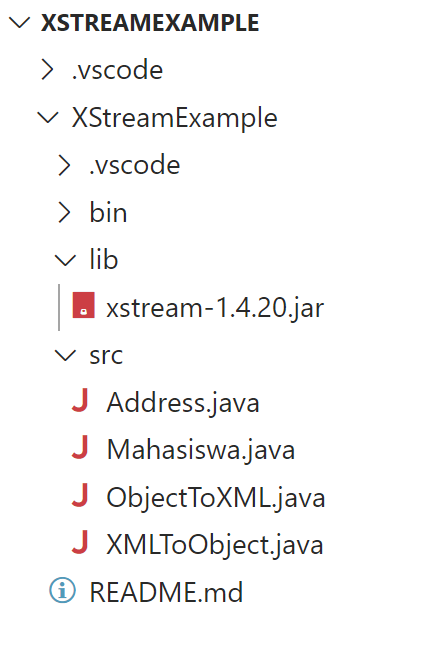 XSTREAMEXAMPLE
.vscode
XStreamExample
.vscode
bin
lib
xstream-1.4.20.jar
src
J Address.java
J Mahasiswa.java
J ObjectToXML.java
J XMLToObject.java
README.md